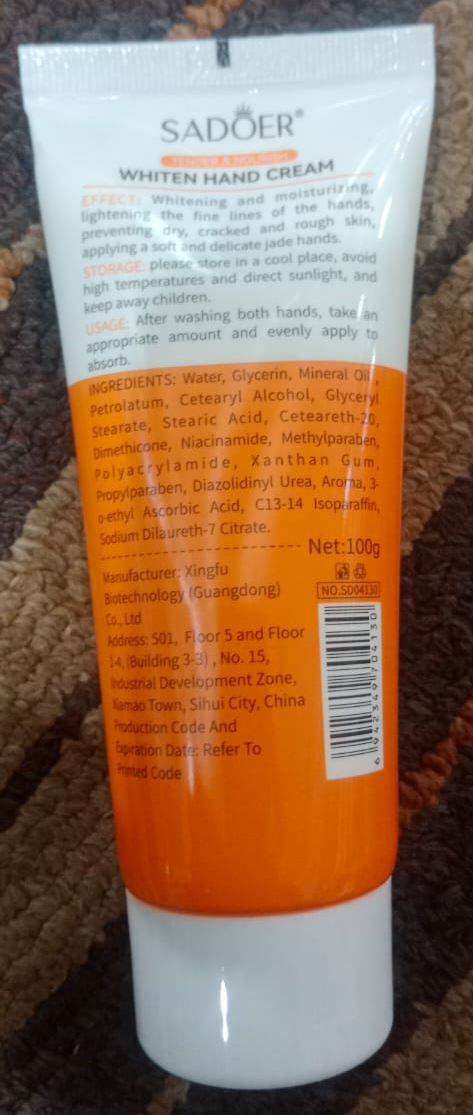 SADOER®
TENDER & NOURISH
WHITEN HAND CREAM
EFFECT: Whitening and moisturizing,
lightening the fine lines of the hands,
preventing dry, cracked and rough skin,
applying a soft and delicate jade hands.
STORAGE: please store in a cool place, avoid
high temperatures and direct sunlight, and
keep away children.
USAGE: After washing both hands, take an
appropriate amount and evenly apply to
absorb.
INGREDIENTS: Water, Glycerin, Mineral Oil,
Petrolatum, Cetearyl Alcohol, Glyceryl
Stearate, Stearic Acid, Ceteareth-20,
Dimethicone, Niacinamide, Methylparaben,
Polyacrylamide, Xanthan Gum,
Propylparaben, Diazolidinyl Urea, Aroma, 3-
o-ethyl Ascorbic Acid, C13-14 Isoparaffin,
Sodium Dilaureth-7 Citrate.
Net:100g
Manufacturer: Xingfu
Biotechnology (Guangdong)
Co., Ltd
NO.SD04130
Address: 501, Floor 5 and Floor
1-4, (Building 3-3) , No. 15,
Industrial Development Zone,
Xiamao Town, Sihui City, China
Production Code And
Expiration Date: Refer To
Printed Code
6 942349 704130